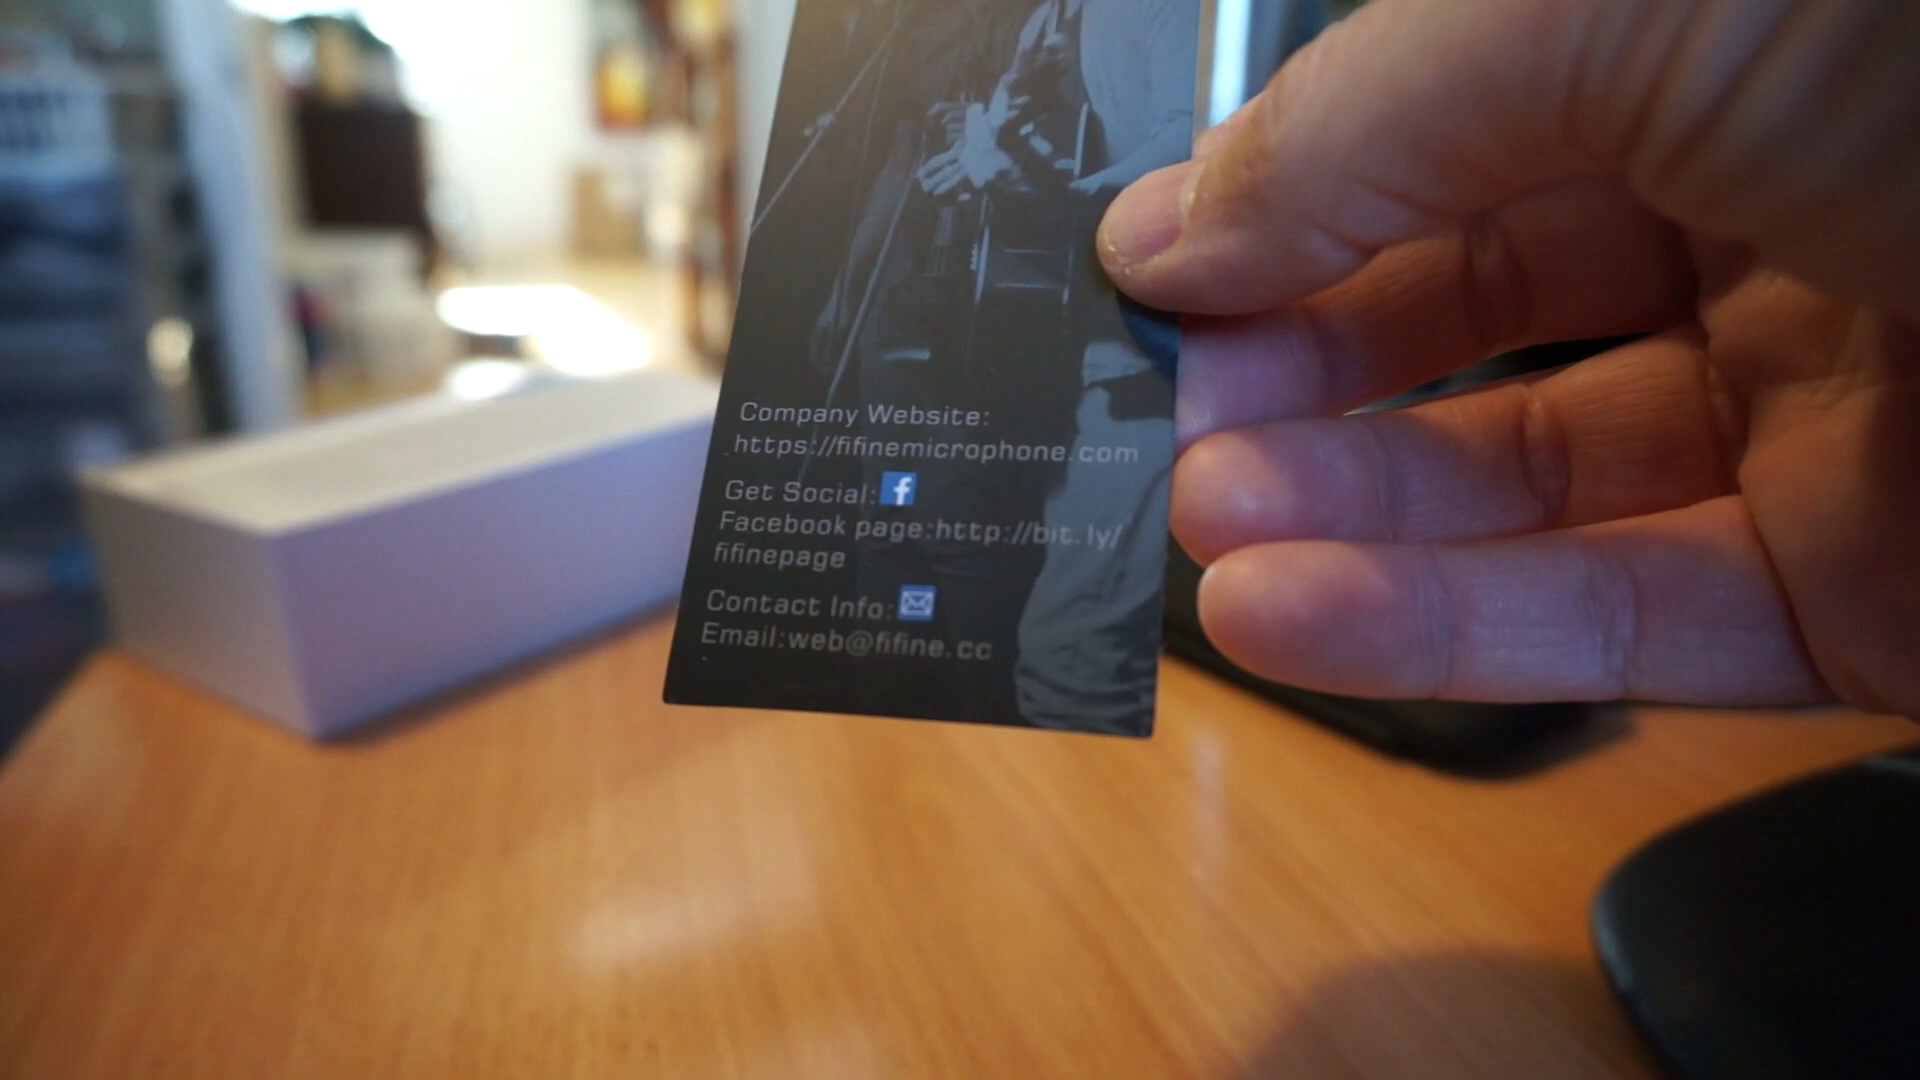 Company Website:
https://fifinemicrophone.com
Get Social:
Facebook page:http://bit.ly/
fifinepage
Contact Info:
Email:web@fifine.cc